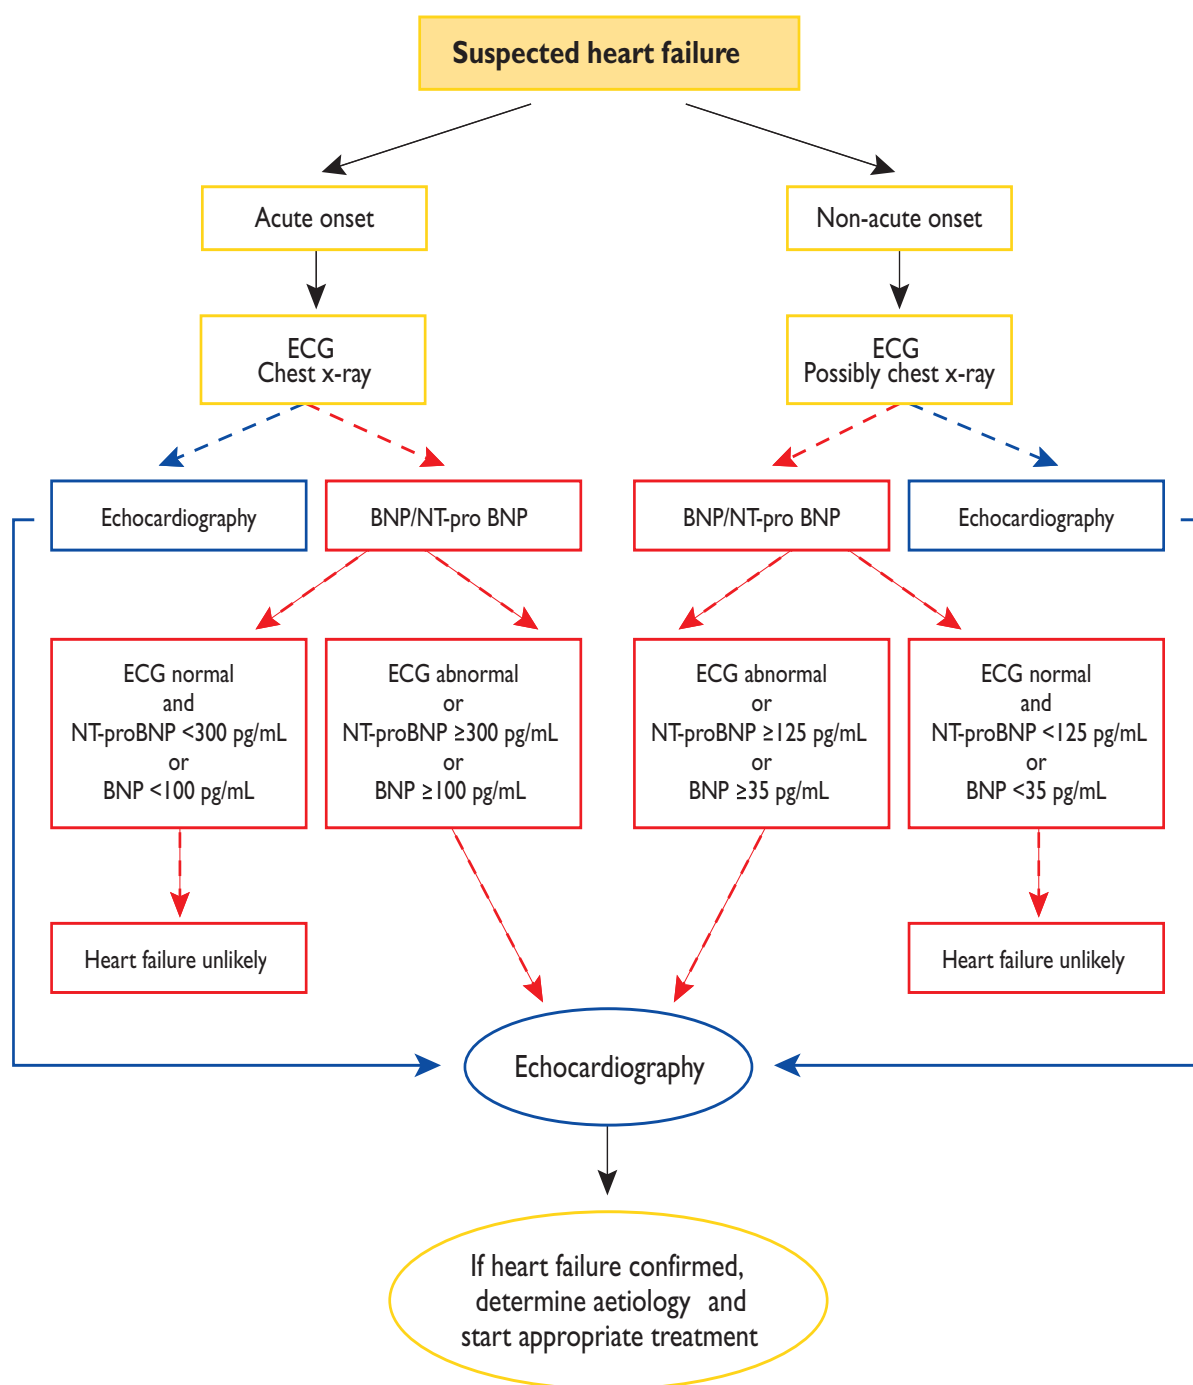 Suspected heart failure
Acute onset
Non-acute onset
ECG
Chest x-ray
ECG
Possibly chest x-ray
Echocardiography
BNP/NT-pro BNP
BNP/NT-pro BNP
Echocardiography
ECG normal
and
NT-proBNP <300 pg/mL
or
BNP <100 pg/mL
ECG abnormal
or
NT-proBNP ≥300 pg/mL
or
BNP ≥100 pg/mL
ECG abnormal
or
NT-proBNP ≥125 pg/mL
or
BNP ≥35 pg/mL
ECG normal
and
NT-proBNP <125 pg/mL
or
BNP <35 pg/mL
Heart failure unlikely
Heart failure unlikely
Echocardiography
If heart failure confirmed,
determine aetiology and
start appropriate treatment